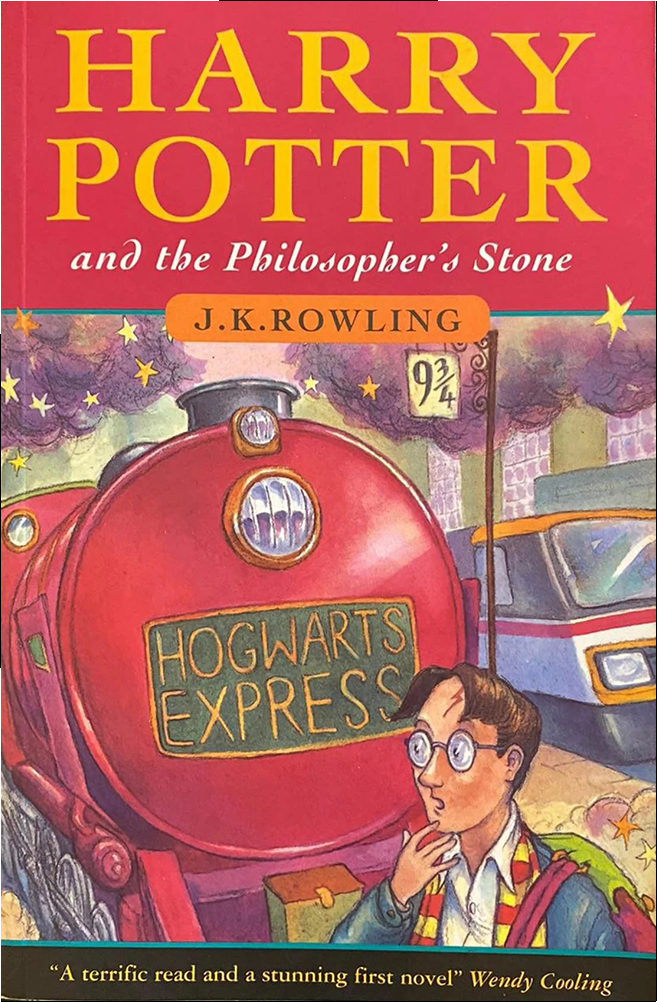 HARRY
POTTER
and the Philosopher's Stone
J.K.ROWLING
9¾
HOGWARTS
EXPRESS
“A terrific read and a stunning first novel” Wendy Cooling